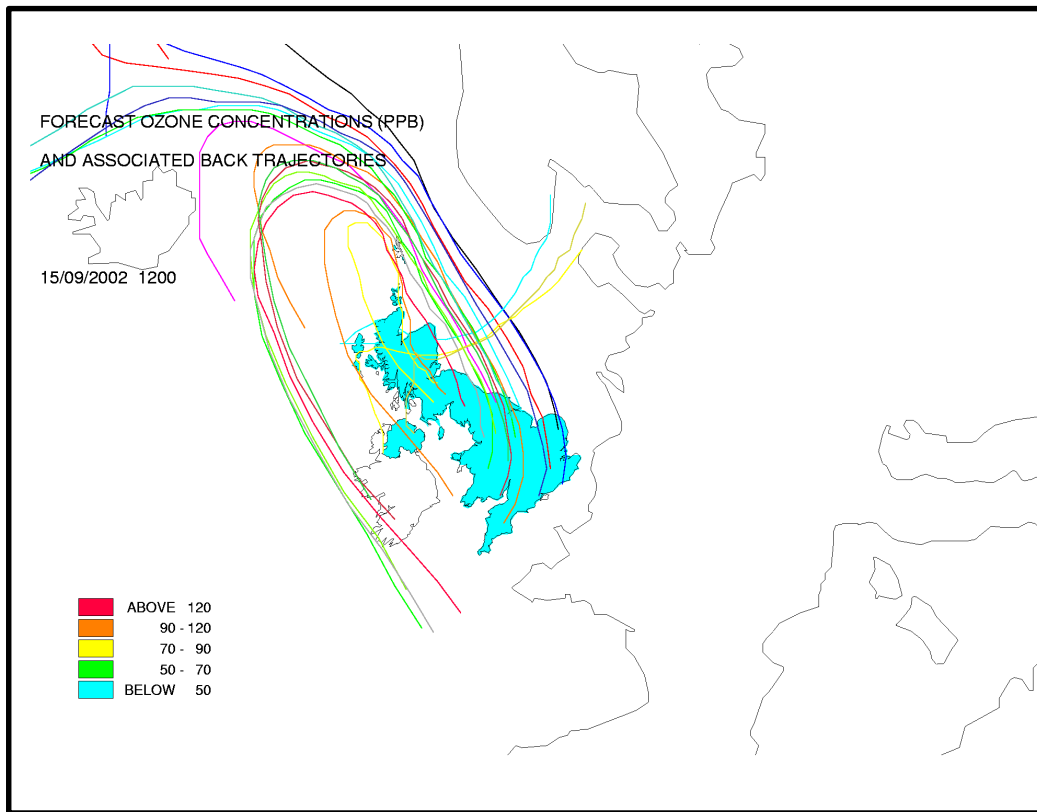 FORECAST OZONE CONCENTRATIONS (PPB)
AND ASSOCIATED BACK TRAJECTORIES
15/09/2002 1200
ABOVE 120
90 - 120
70 - 90
50 - 70
BELOW 50